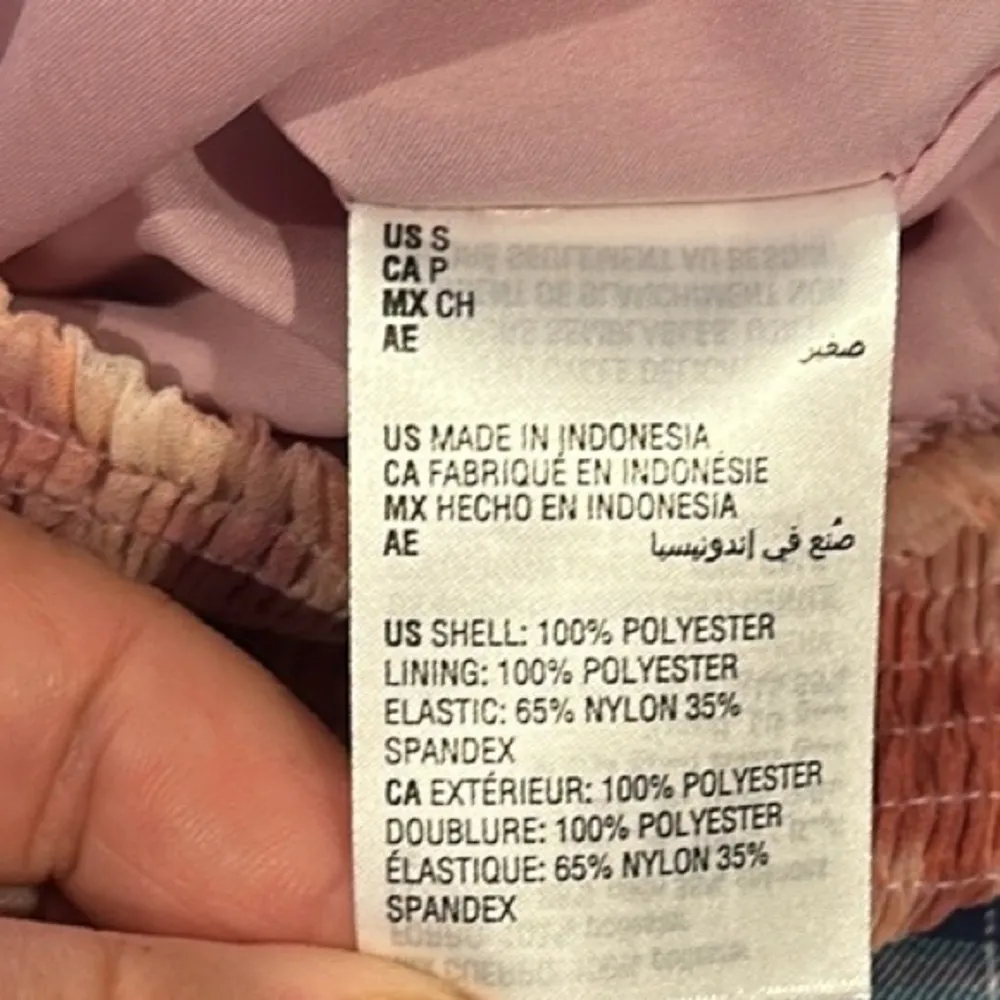 US S
CA P
MX CH
AE صغير
US MADE IN INDONESIA
CA FABRIQUÉ EN INDONÉSIE
MX HECHO EN INDONESIA
AE صُنع في إندونيسيا
US SHELL: 100% POLYESTER
LINING: 100% POLYESTER
ELASTIC: 65% NYLON 35%
SPANDEX
CA EXTÉRIEUR: 100% POLYESTER
DOUBLURE: 100% POLYESTER
ÉLASTIQUE: 65% NYLON 35%
SPANDEX